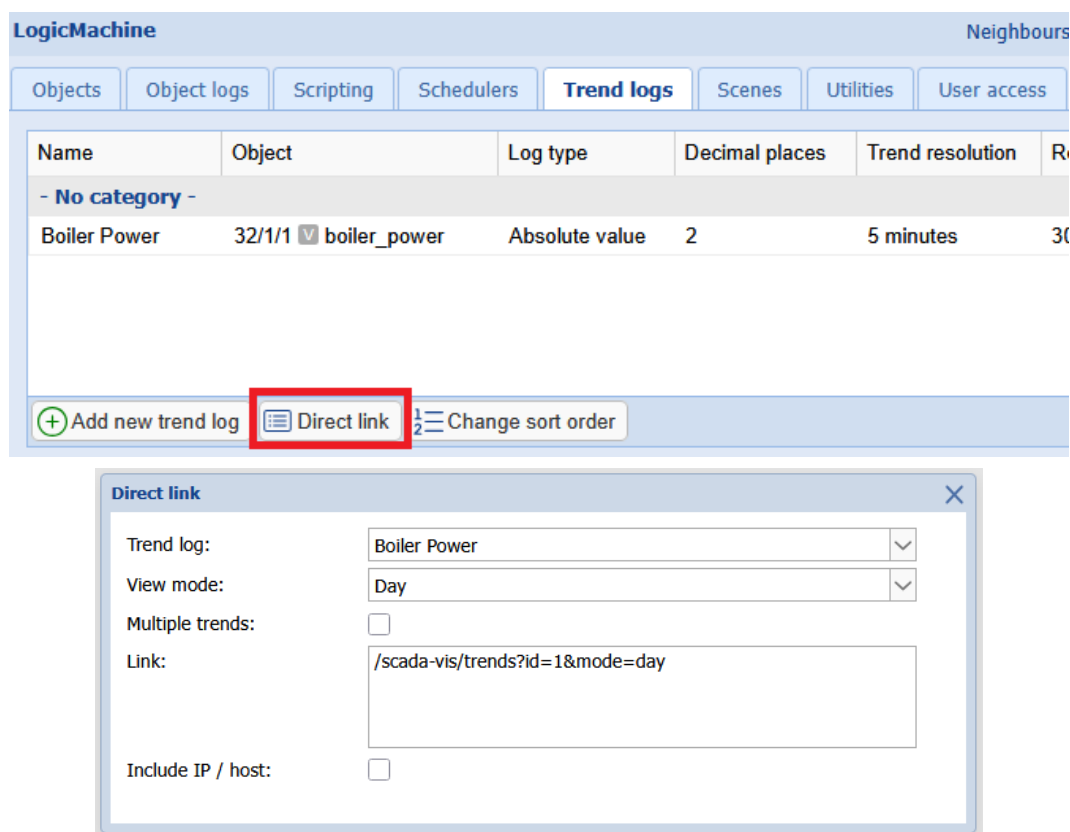 LogicMachine Neighbours
Objects Object logs Scripting Schedulers Trend logs Scenes Utilities User access
Name Object Log type Decimal places Trend resolution
- No category -
Boiler Power 32/1/1 V boiler_power Absolute value 2 5 minutes 30
Add new trend log Direct link 1 2 Change sort order
Direct link
Trend log: Boiler Power
View mode: Day
Multiple trends:
Link: /scada-vis/trends?id=1&mode=day
Include IP / host: